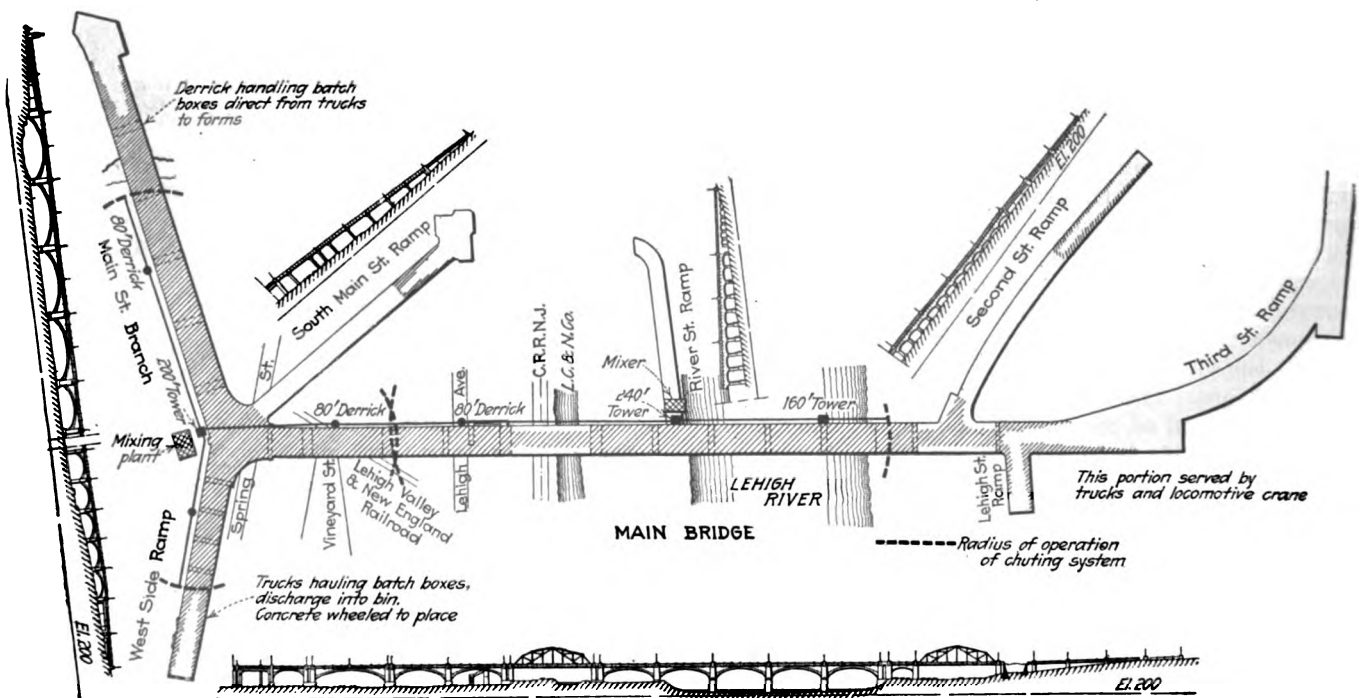 Derrick handling batch
boxes direct from trucks
to forms
80' Derrick
Main St. Branch
200' Tower
Mixing
plant
South Main St. Ramp
El. 200
Second St. Ramp
Third St. Ramp
C.R.R.N.J.
L.C. & N. Co.
River St. Ramp
Mixer
240'
Tower
160' Tower
St.
Spring
80' Derrick
80' Derrick
Lehigh Ave.
Vineyard St.
Lehigh Valley
& New England
Railroad
LEHIGH
RIVER
MAIN BRIDGE
Lehigh St.
Ramp
This portion served by
trucks and locomotive crane
Radius of operation
of chuting system
West Side Ramp
Trucks hauling batch boxes,
discharge into bin.
Concrete wheeled to place
El. 200
El. 200